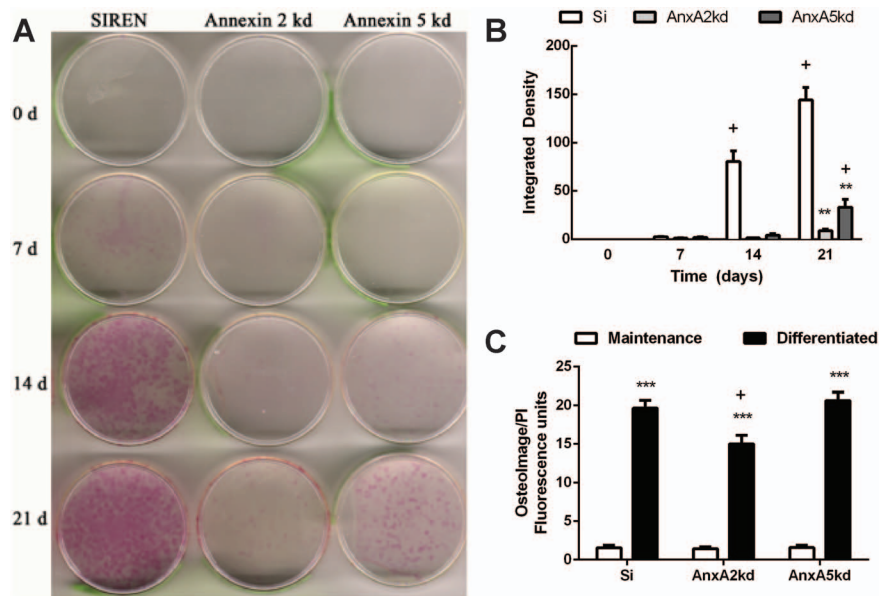 A
SIREN Annexin 2 kd Annexin 5 kd
0 d
7 d
14 d
21 d
B
Si AnxA2kd AnxA5kd
200
150
100
50
0
Integrated Density
+
+
+
**
**
0 7 14 21
Time (days)
C
Maintenance Differentiated
25
20
15
10
5
0
OsteoImage/PI
Fluorescence units
***
+
***
***
Si AnxA2kd AnxA5kd